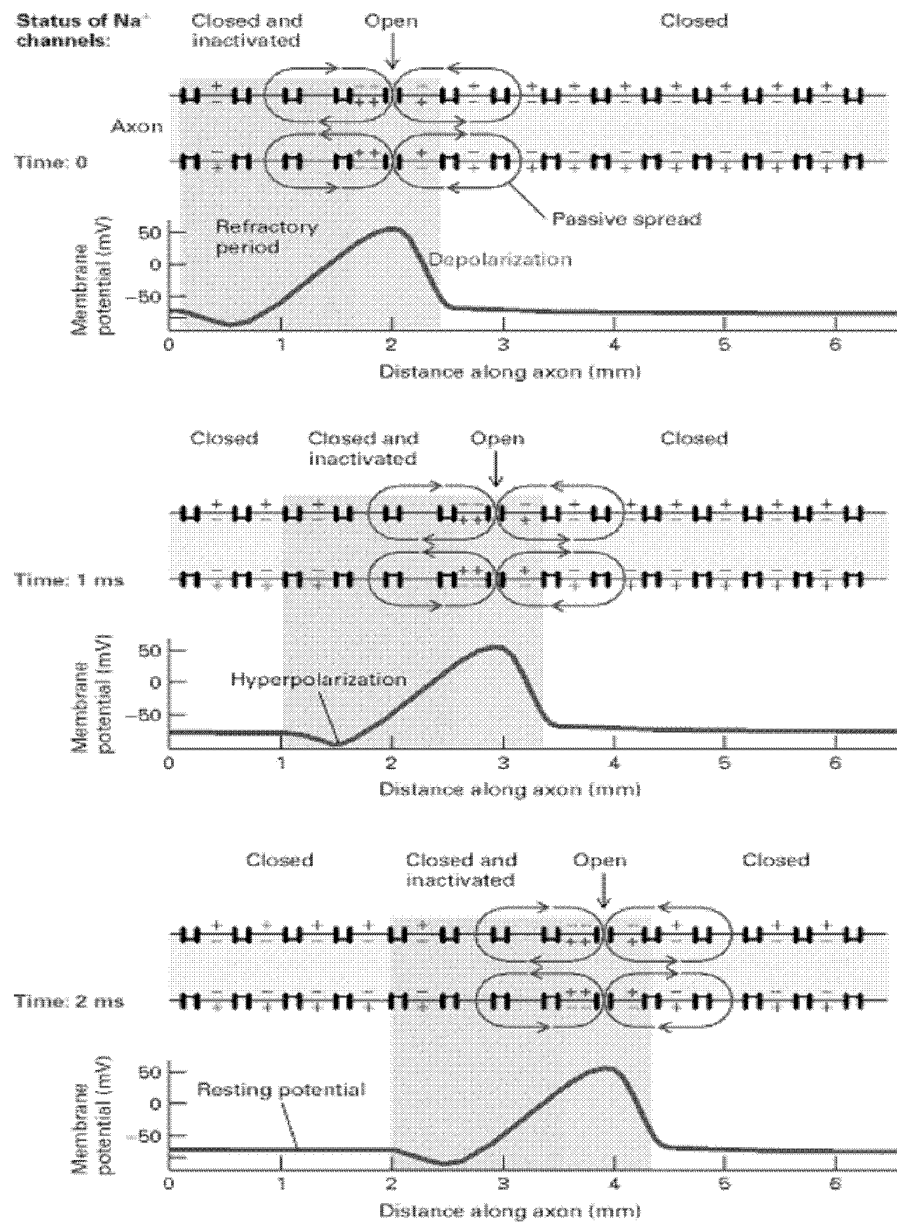 Status of Na+ channels:
Closed and inactivated
Open
Closed
Axon
Time: 0
Passive spread
Refractory period
Depolarization
Membrane potential (mV)
50
0
−50
0 1 2 3 4 5 6
Distance along axon (mm)
Closed
Closed and inactivated
Open
Closed
Time: 1 ms
Hyperpolarization
Membrane potential (mV)
50
0
−50
0 1 2 3 4 5 6
Distance along axon (mm)
Closed
Closed and inactivated
Open
Closed
Time: 2 ms
Resting potential
Membrane potential (mV)
50
0
−50
0 1 2 3 4 5 6
Distance along axon (mm)